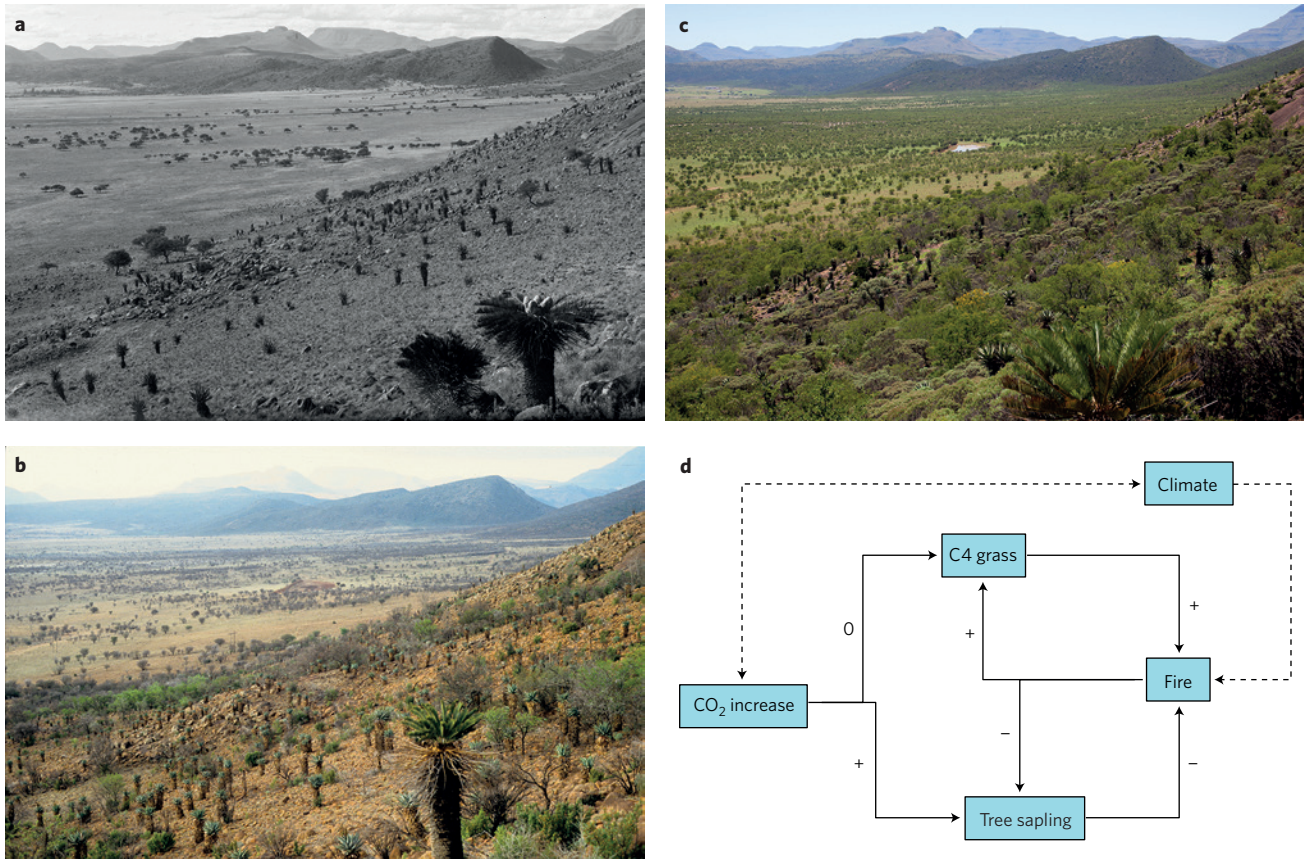 a
c
b
d
Climate
C4 grass
+
0
+
Fire
CO₂ increase
–
+
–
Tree sapling